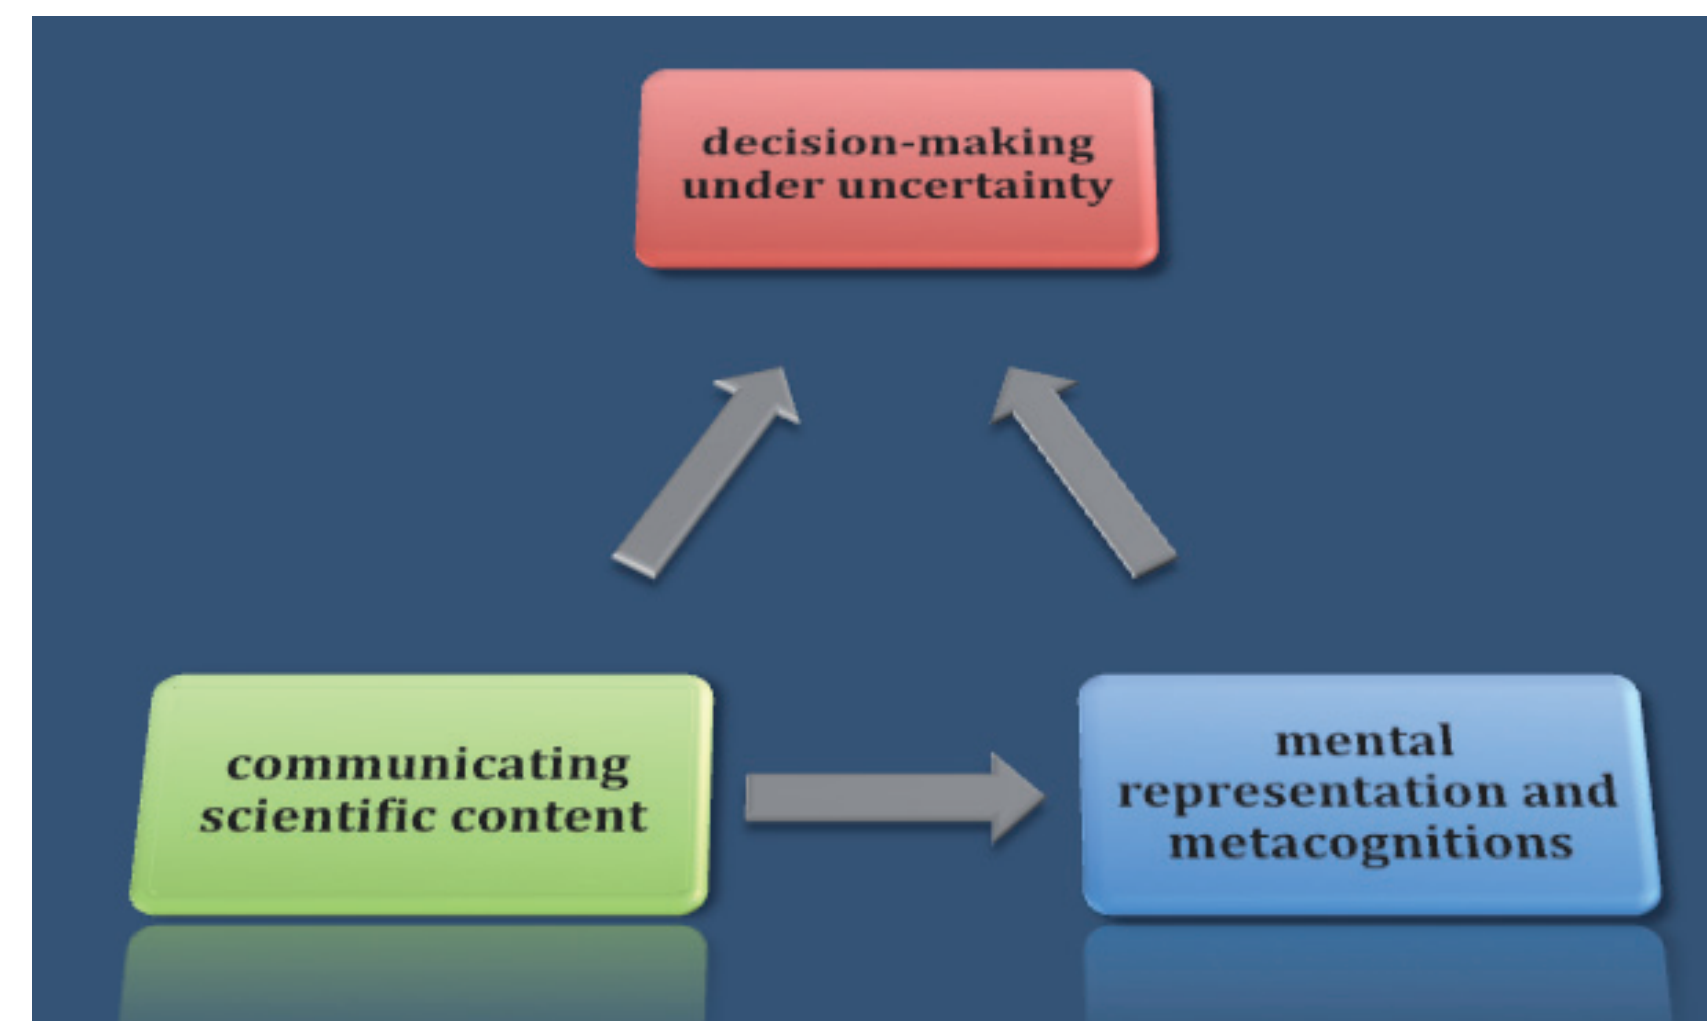 decision-making
under uncertainty
communicating
scientific content
mental
representation and
metacognitions